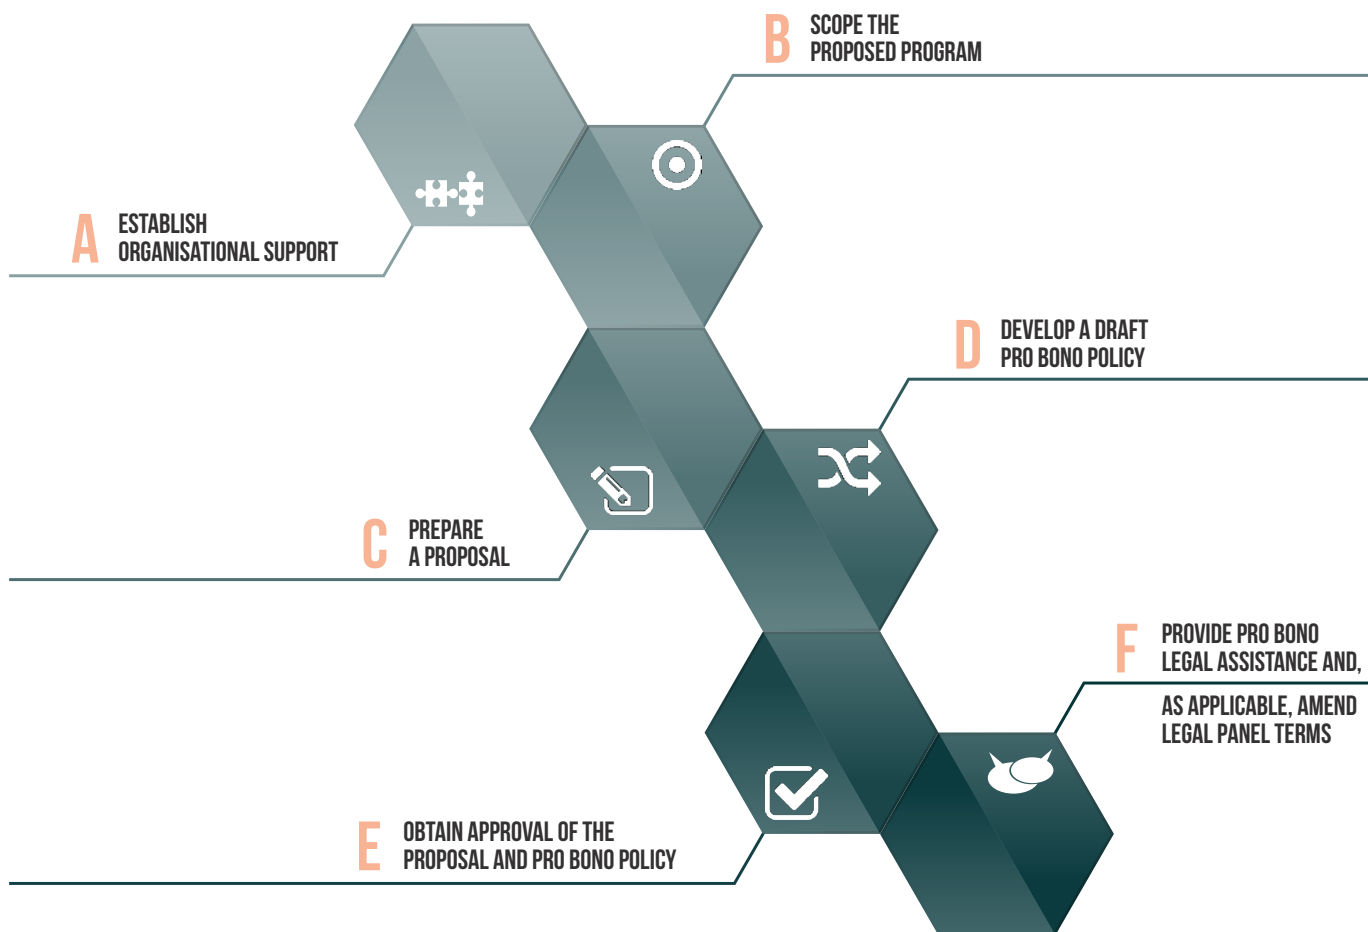 A ESTABLISH
ORGANISATIONAL SUPPORT
B SCOPE THE
PROPOSED PROGRAM
C PREPARE
A PROPOSAL
D DEVELOP A DRAFT
PRO BONO POLICY
E OBTAIN APPROVAL OF THE
PROPOSAL AND PRO BONO POLICY
F PROVIDE PRO BONO
LEGAL ASSISTANCE AND,
AS APPLICABLE, AMEND
LEGAL PANEL TERMS